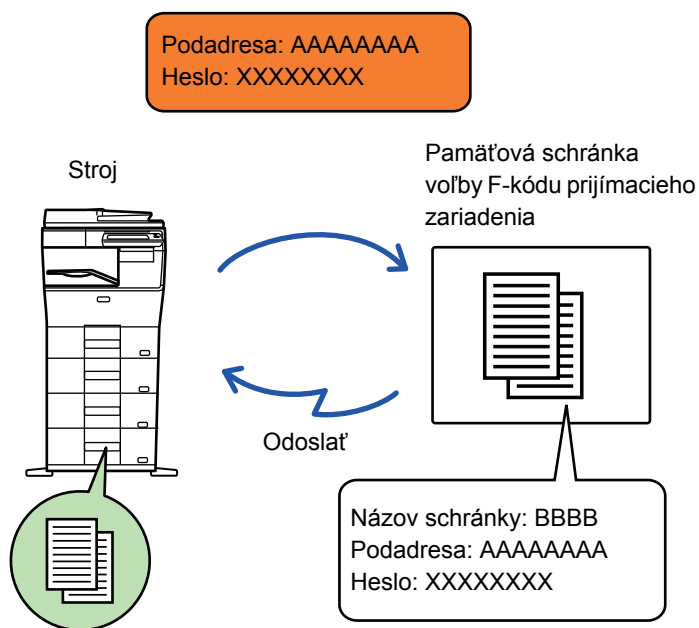 Podadresa: AAAAAAAA
Heslo: XXXXXXXX
Stroj
Pamäťová schránka
voľby F-kódu prijímacieho
zariadenia
Odoslať
Názov schránky: BBBB
Podadresa: AAAAAAAA
Heslo: XXXXXXXX